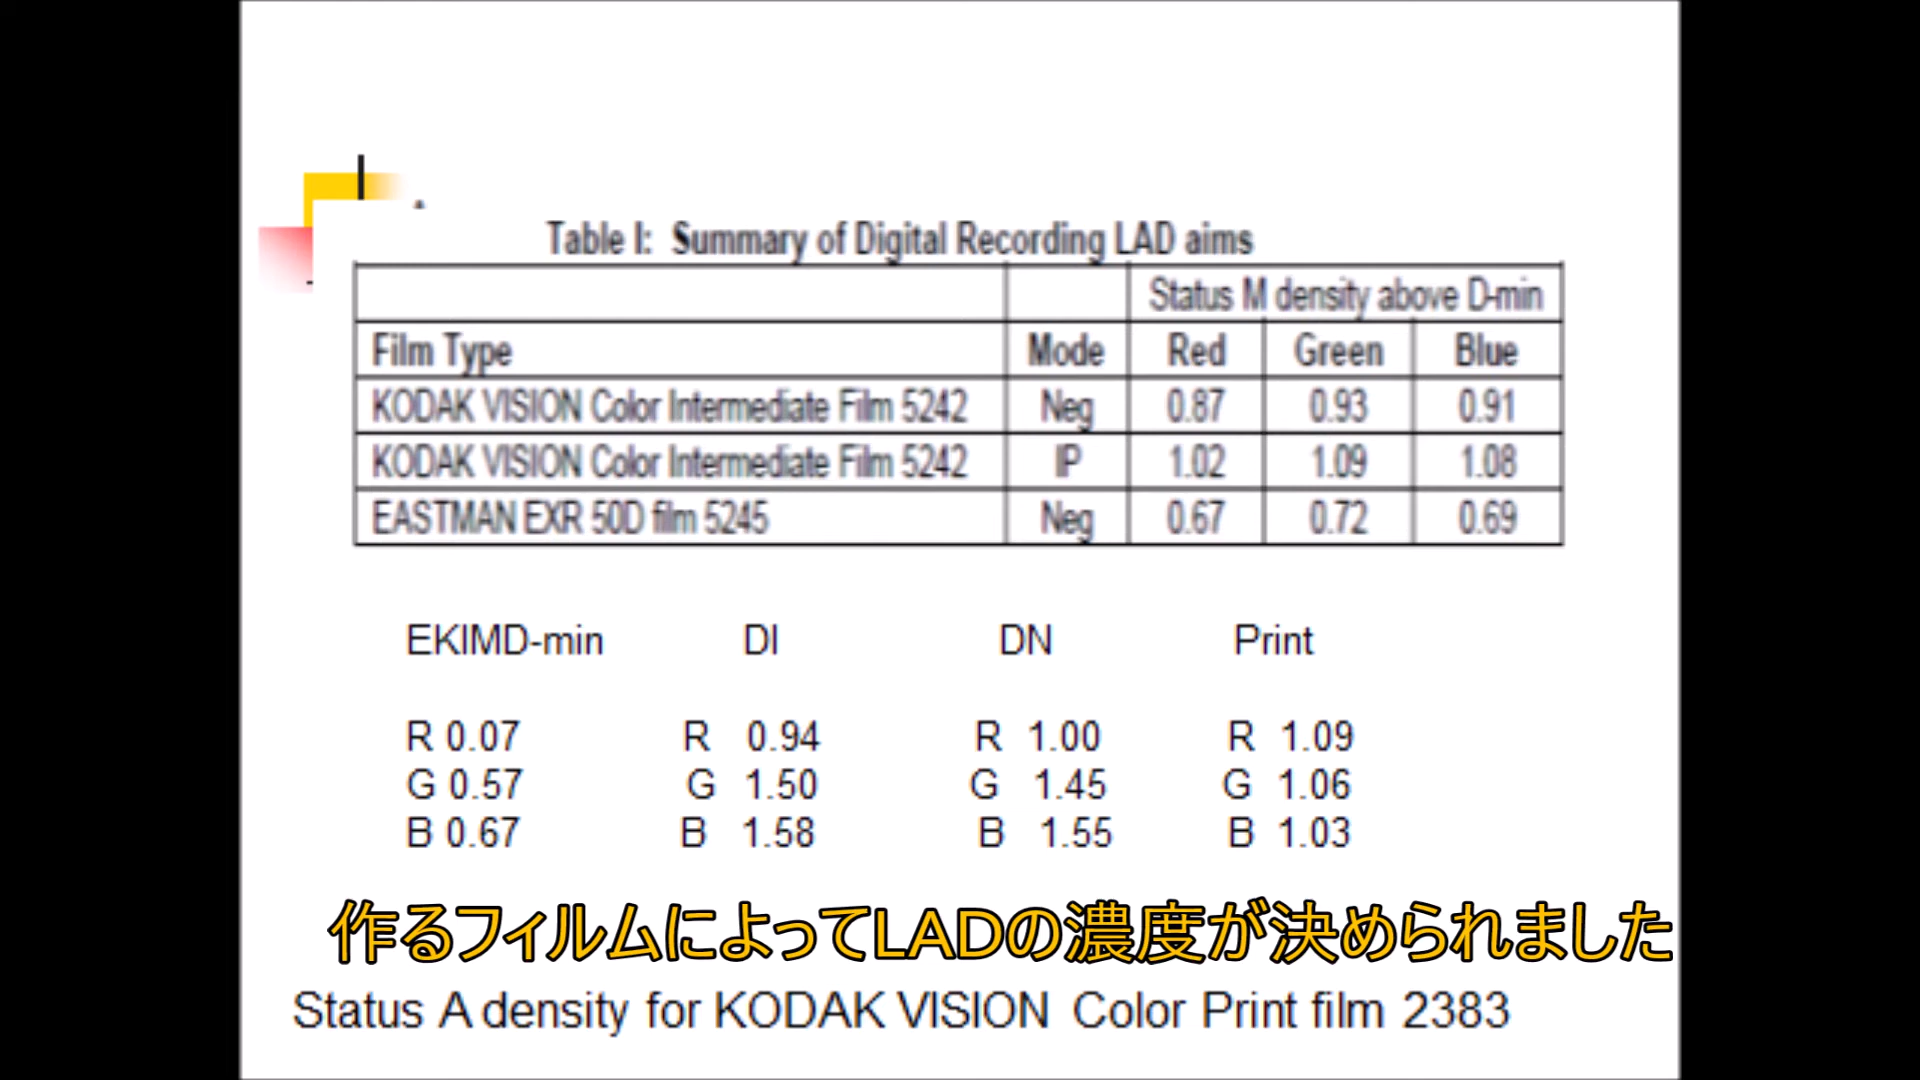 Table I: Summary of Digital Recording LAD aims
Status M density above D-min
Film Type Mode Red Green Blue
KODAK VISION Color Intermediate Film 5242 Neg 0.87 0.93 0.91
KODAK VISION Color Intermediate Film 5242 IP 1.02 1.09 1.08
EASTMAN EXR 50D film 5245 Neg 0.67 0.72 0.69
EKIMD-min DI DN Print
R 0.07 R 0.94 R 1.00 R 1.09
G 0.57 G 1.50 G 1.45 G 1.06
B 0.67 B 1.58 B 1.55 B 1.03
作るフィルムによってLADの濃度が決められました
Status A density for KODAK VISION Color Print film 2383